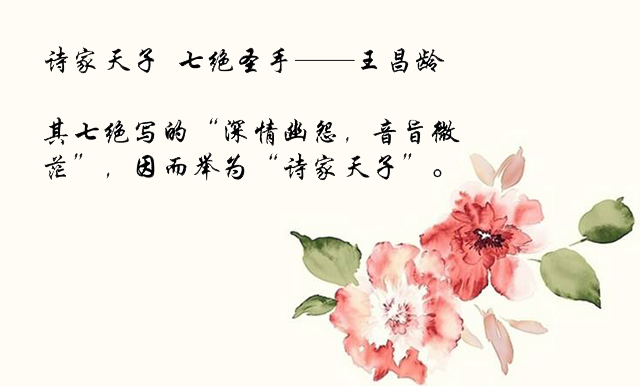 诗家天子 七绝圣手——王昌龄
其七绝写的“深情幽怨，音旨微
茫”，因而举为“诗家天子”。